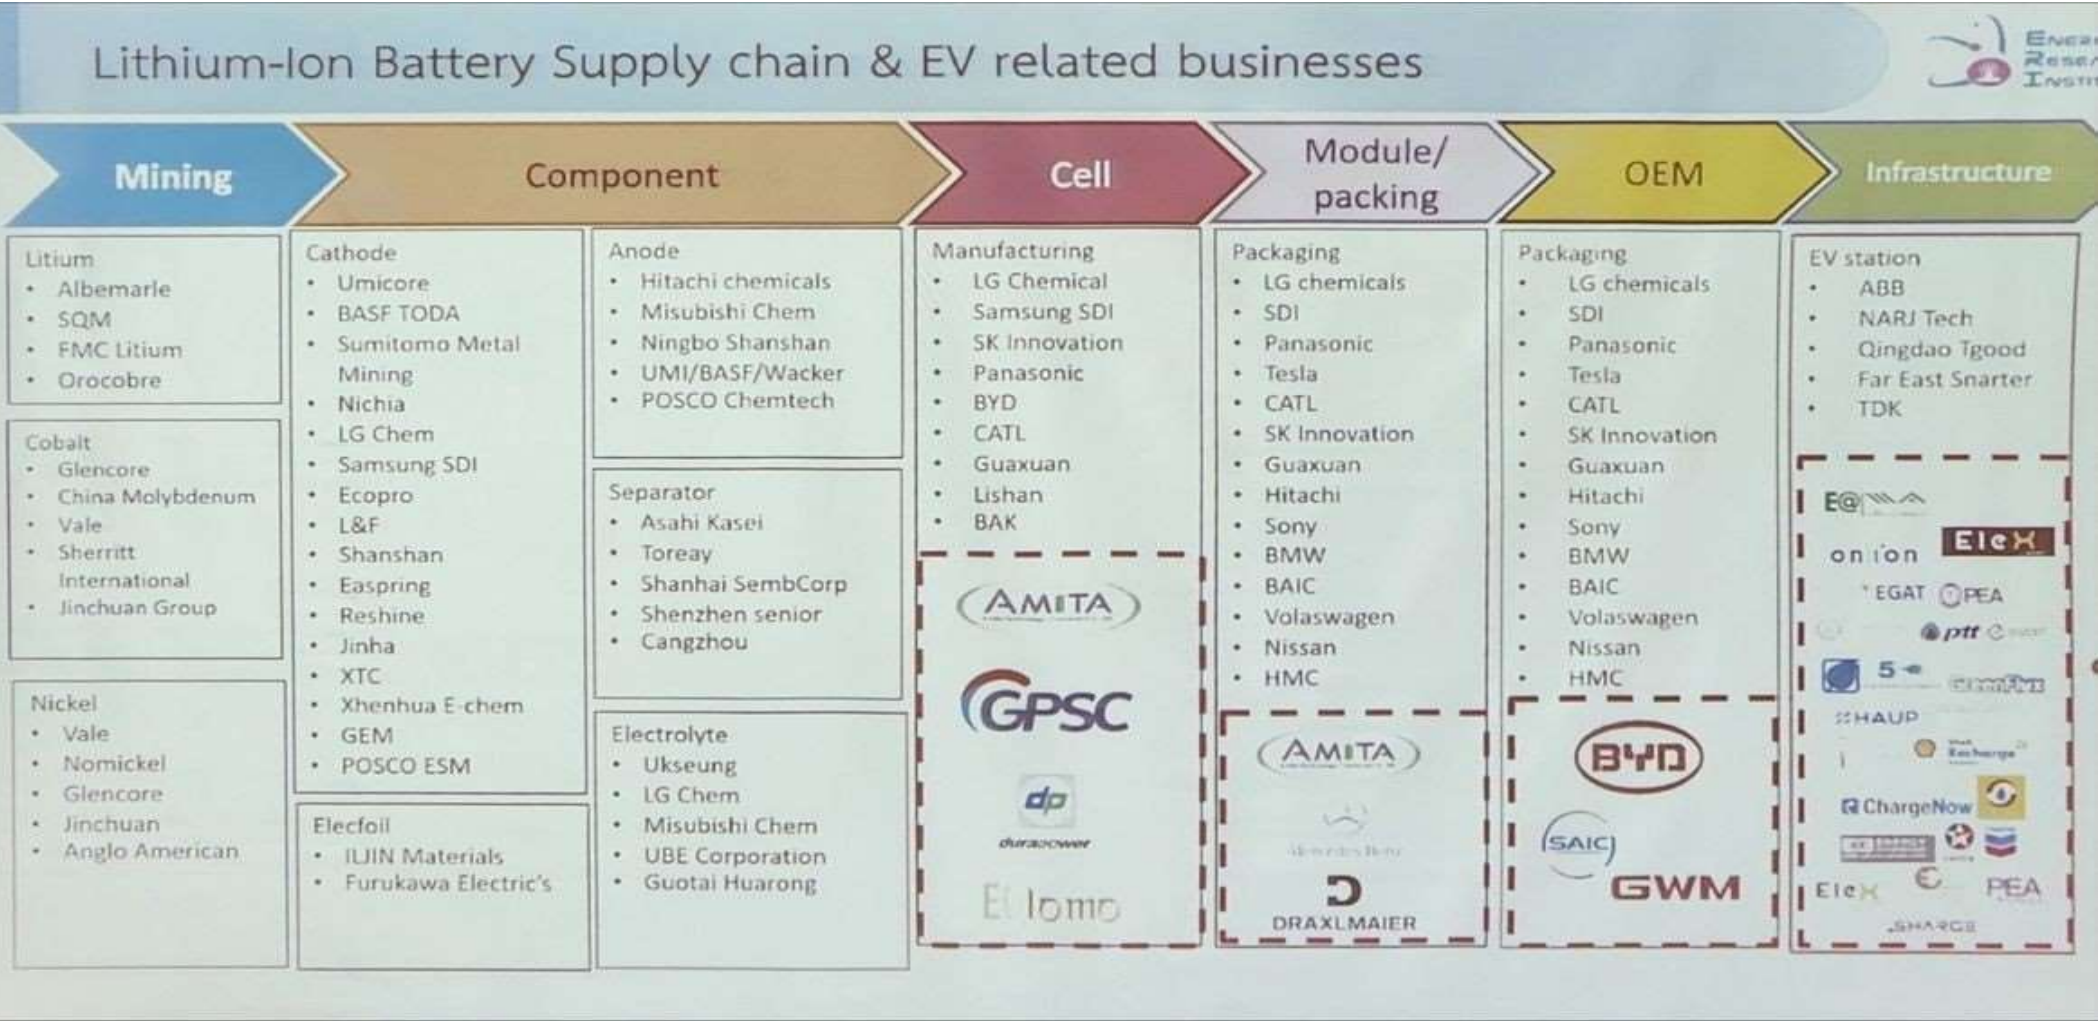 Lithium-Ion Battery Supply chain & EV related businesses
Mining
Component
Cell
Module/
packing
OEM
Infrastructure
Litium
• Albemarle
• SQM
• FMC Litium
• Orocobre
Cobalt
• Glencore
• China Molybdenum
• Vale
• Sherritt
International
• Jinchuan Group
Nickel
• Vale
• Nomickel
• Glencore
• Jinchuan
• Anglo American
Cathode
• Umicore
• BASF TODA
• Sumitomo Metal
Mining
• Nichia
• LG Chem
• Samsung SDI
• Ecopro
• L&F
• Shanshan
• Easpring
• Reshine
• Jinha
• XTC
• Xhenhua E-chem
• GEM
• POSCO ESM
Elecfoil
• ILJIN Materials
• Furukawa Electric's
Anode
• Hitachi chemicals
• Misubishi Chem
• Ningbo Shanshan
• UMI/BASF/Wacker
• POSCO Chemtech
Separator
• Asahi Kasei
• Toreay
• Shanhai SembCorp
• Shenzhen senior
• Cangzhou
Electrolyte
• Ukseung
• LG Chem
• Misubishi Chem
• UBE Corporation
• Guotai Huarong
Manufacturing
• LG Chemical
• Samsung SDI
• SK Innovation
• Panasonic
• BYD
• CATL
• Guaxuan
• Lishan
• BAK
AMITA
GPSC
dp
durapower
Packaging
• LG chemicals
• SDI
• Panasonic
• Tesla
• CATL
• SK Innovation
• Guaxuan
• Hitachi
• Sony
• BMW
• BAIC
• Volaswagen
• Nissan
• HMC
AMITA
DRAXLMAIER
Packaging
• LG chemicals
• SDI
• Panasonic
• Tesla
• CATL
• SK Innovation
• Guaxuan
• Hitachi
• Sony
• BMW
• BAIC
• Volaswagen
• Nissan
• HMC
BYD
SAIC
GWM
EV station
• ABB
• NARJ Tech
• Qingdao Tgood
• Far East Snarter
• TDK
onion
EleX
EGAT PEA
ptt
HAUP
ChargeNow
EleX
PEA
SHARGE